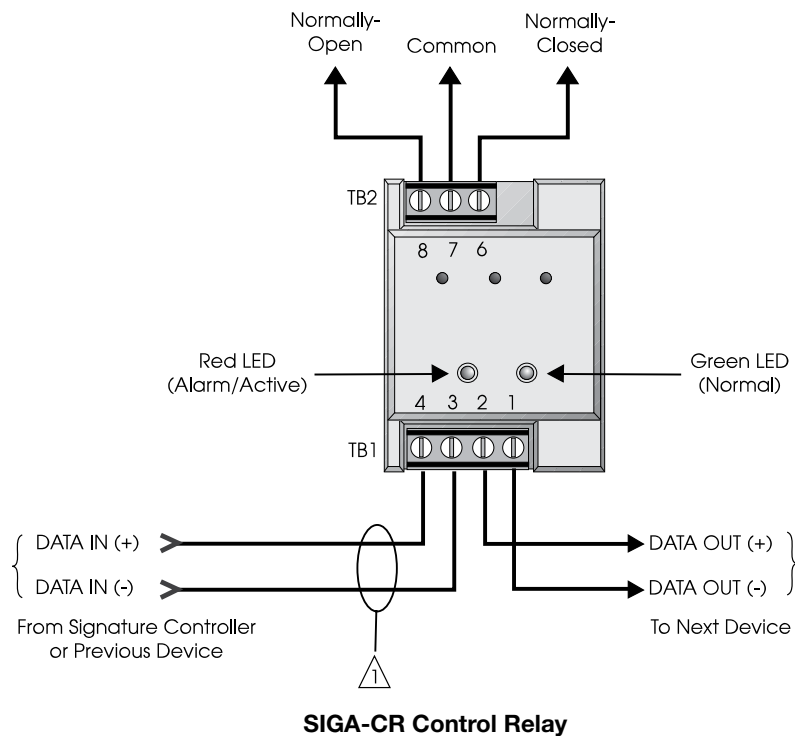 Normally-
Open
Common
Normally-
Closed
TB2
8 7 6
Red LED
(Alarm/Active)
Green LED
(Normal)
4 3 2 1
TB1
DATA IN (+)
DATA OUT (+)
DATA IN (-)
DATA OUT (-)
From Signature Controller
or Previous Device
To Next Device
1
SIGA-CR Control Relay